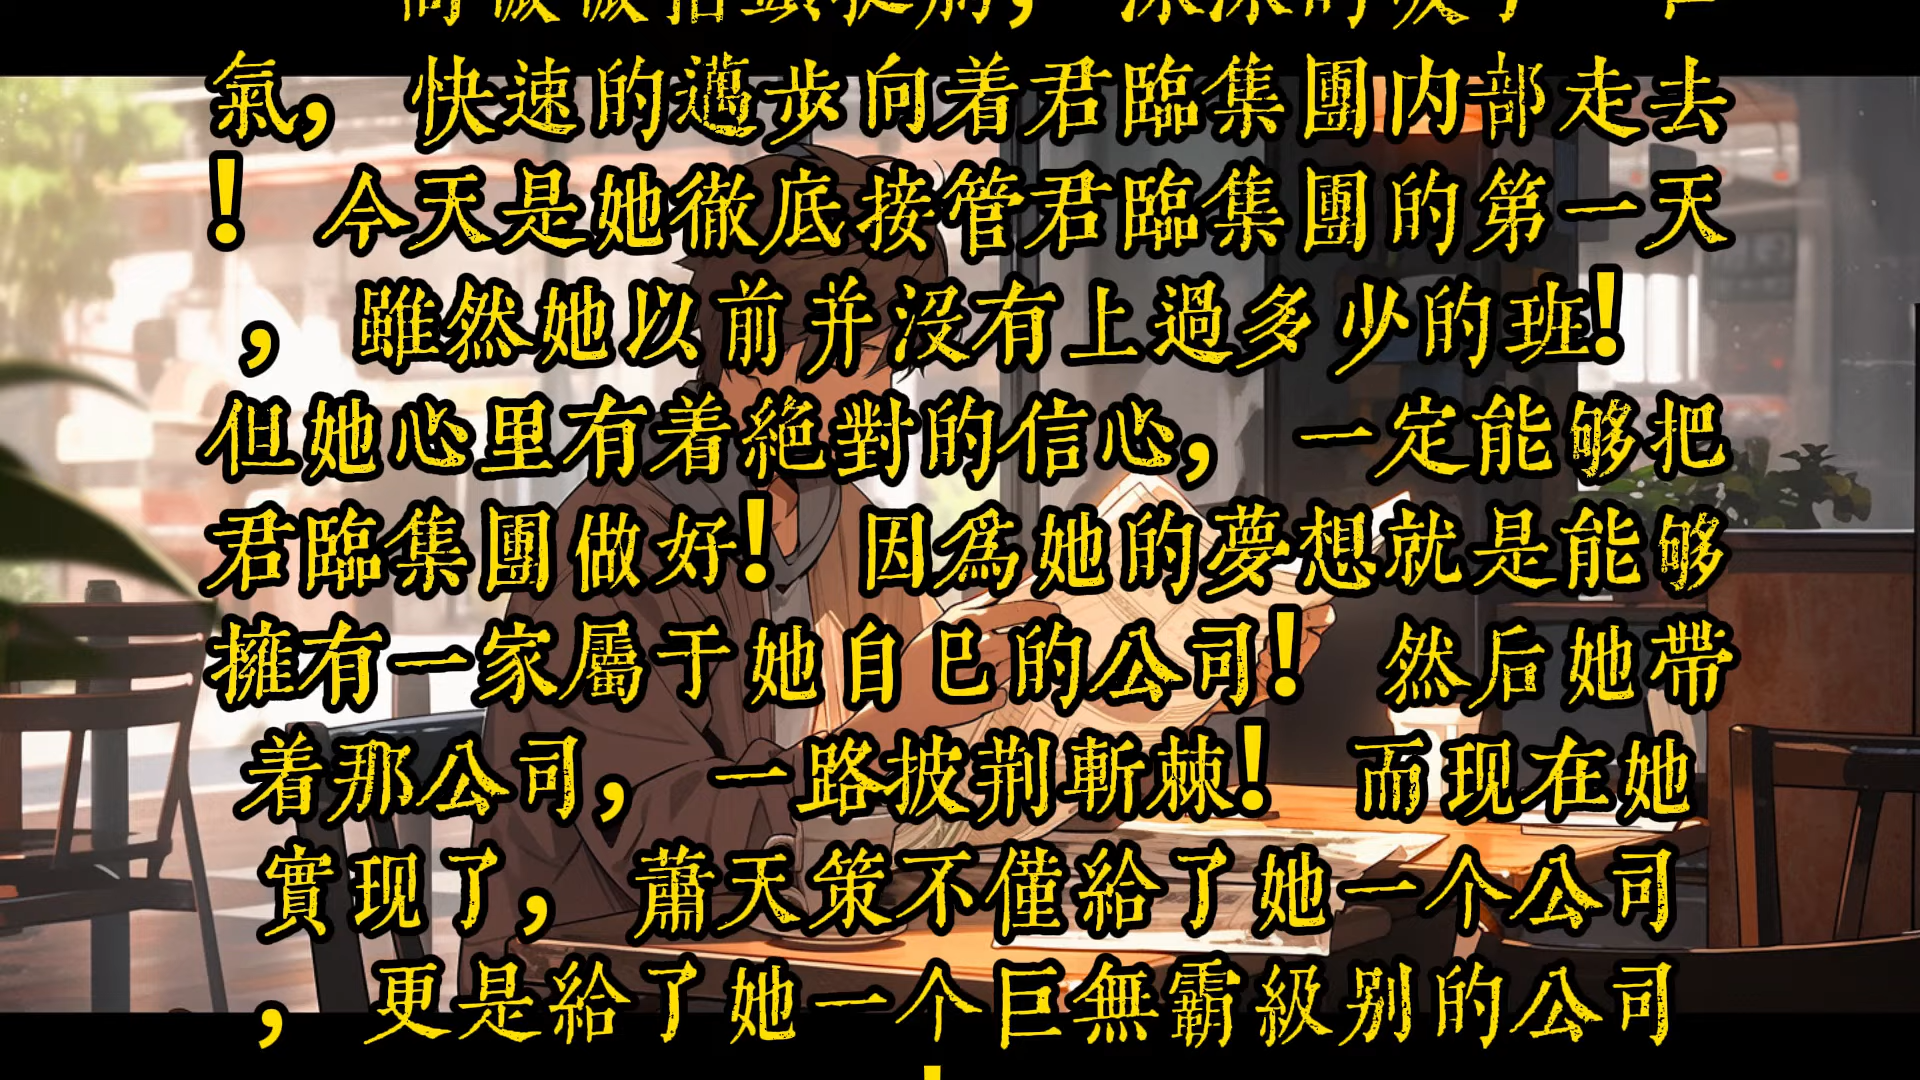 氣， 快速的邁步向着君臨集團内部走去
！ 今天是她徹底接管君臨集團的第一天
， 雖然她以前并沒有上過多少的班！
但她心里有着絶對的信心， 一定能够把
君臨集團做好！ 因爲她的夢想就是能够
擁有一家屬于她自已的公司！ 然后她帶
着那公司， 一路披荆斬棘！ 而现在她
實现了， 蕭天策不僅給了她一个公司
， 更是給了她一个巨無霸級别的公司